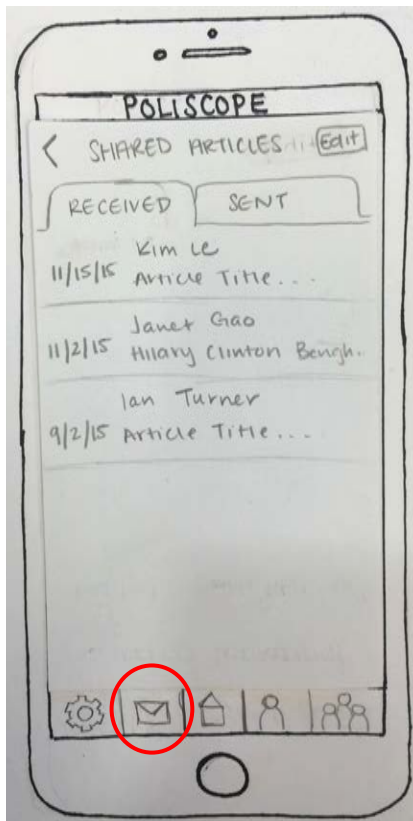 POLISCOPE
< SHARED ARTICLES Edit
RECEIVED SENT
Kim Le
11/15/15 Article Title...
Janet Gao
11/2/15 Hilary Clinton Bengh.
Ian Turner
9/2/15 Article Title...